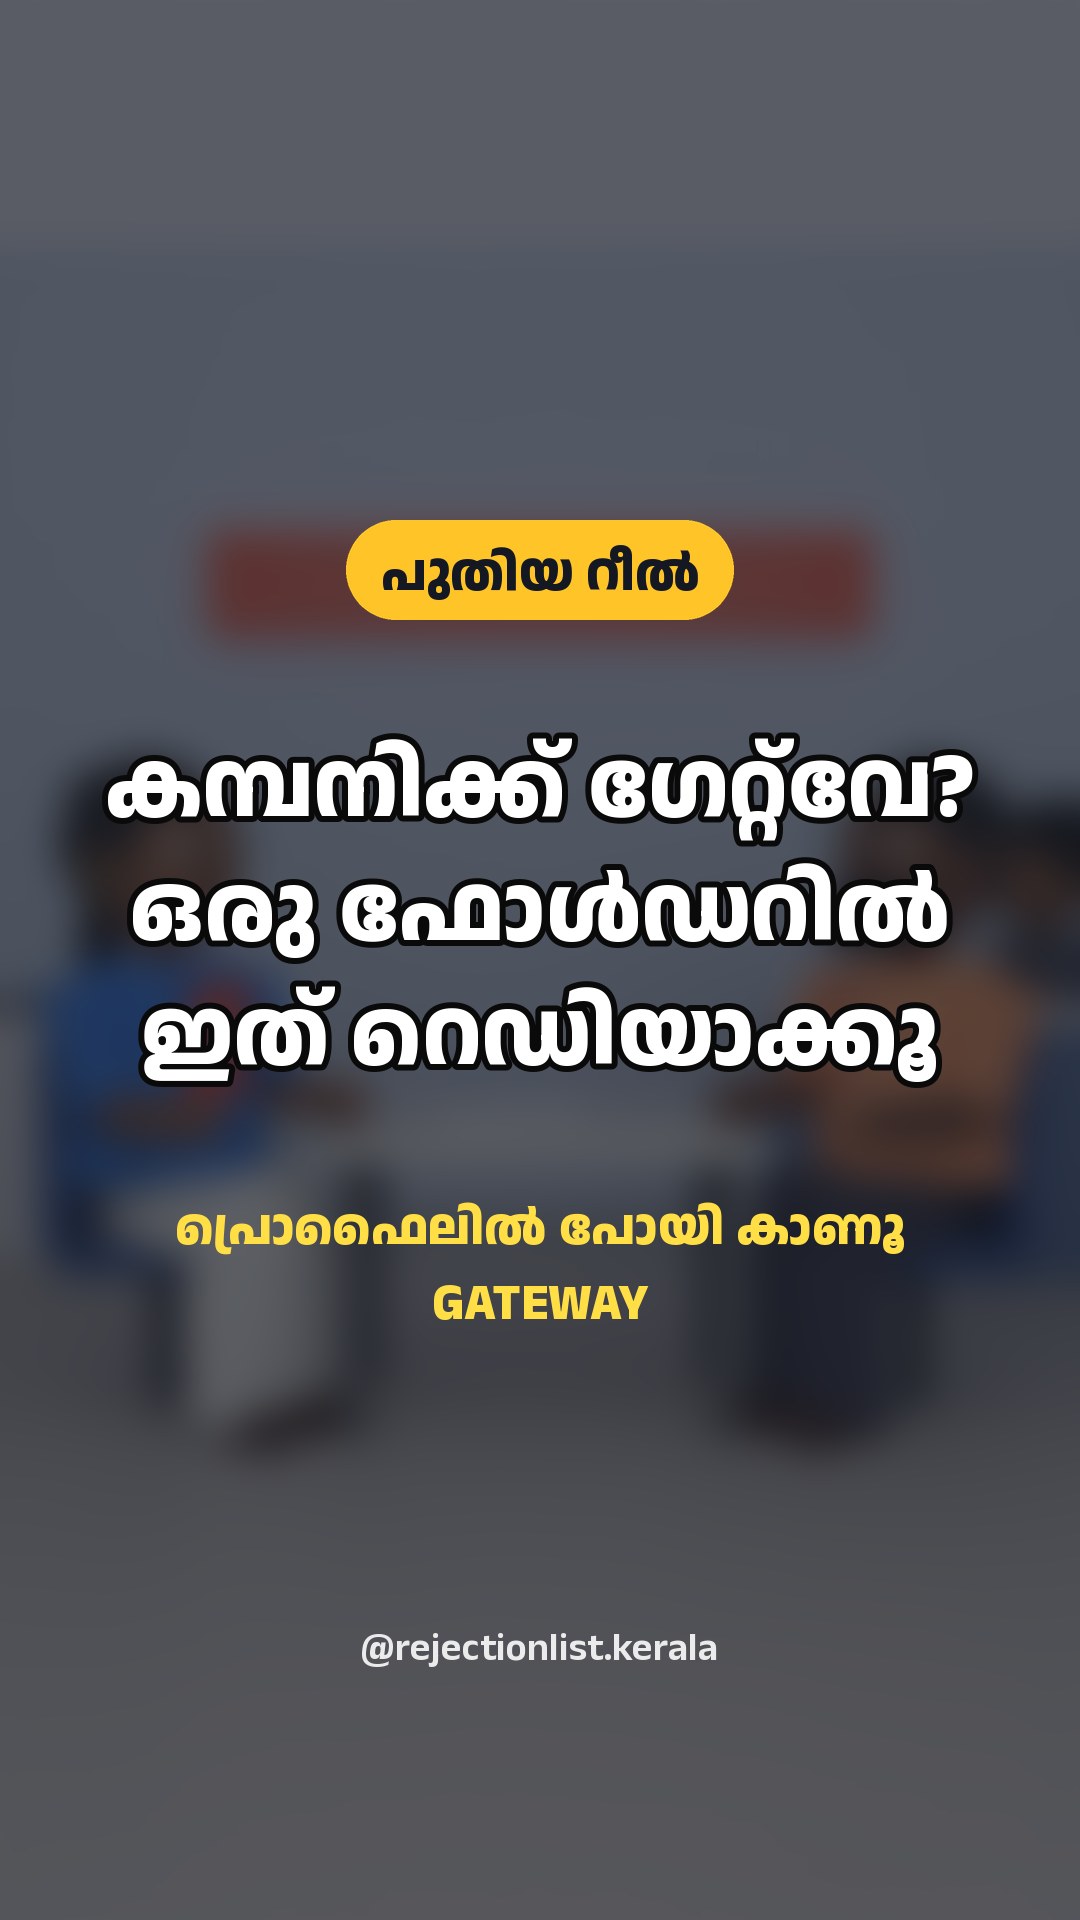 പുതിയ റീൽ
കമ്പനിക്ക് ഗേറ്റ്‌വേ?
ഒരു ഫോൾഡറിൽ
ഇത് റെഡിയാക്കൂ
പ്രൊഫൈലിൽ പോയി കാണൂ
GATEWAY
@rejectionlist.kerala